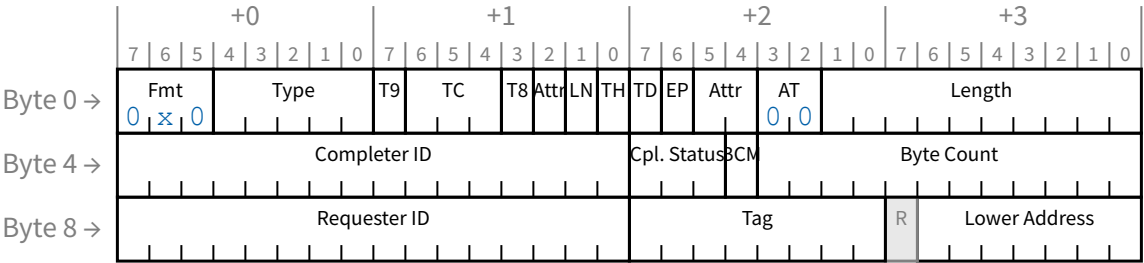 +0 +1 +2 +3
7 6 5 4 3 2 1 0 7 6 5 4 3 2 1 0 7 6 5 4 3 2 1 0 7 6 5 4 3 2 1 0
Byte 0 → Fmt Type T9 TC T8 Attr LN TH TD EP Attr AT Length
0 x 0 0 0
Byte 4 → Completer ID Cpl. Status BCM Byte Count
Byte 8 → Requester ID Tag R Lower Address